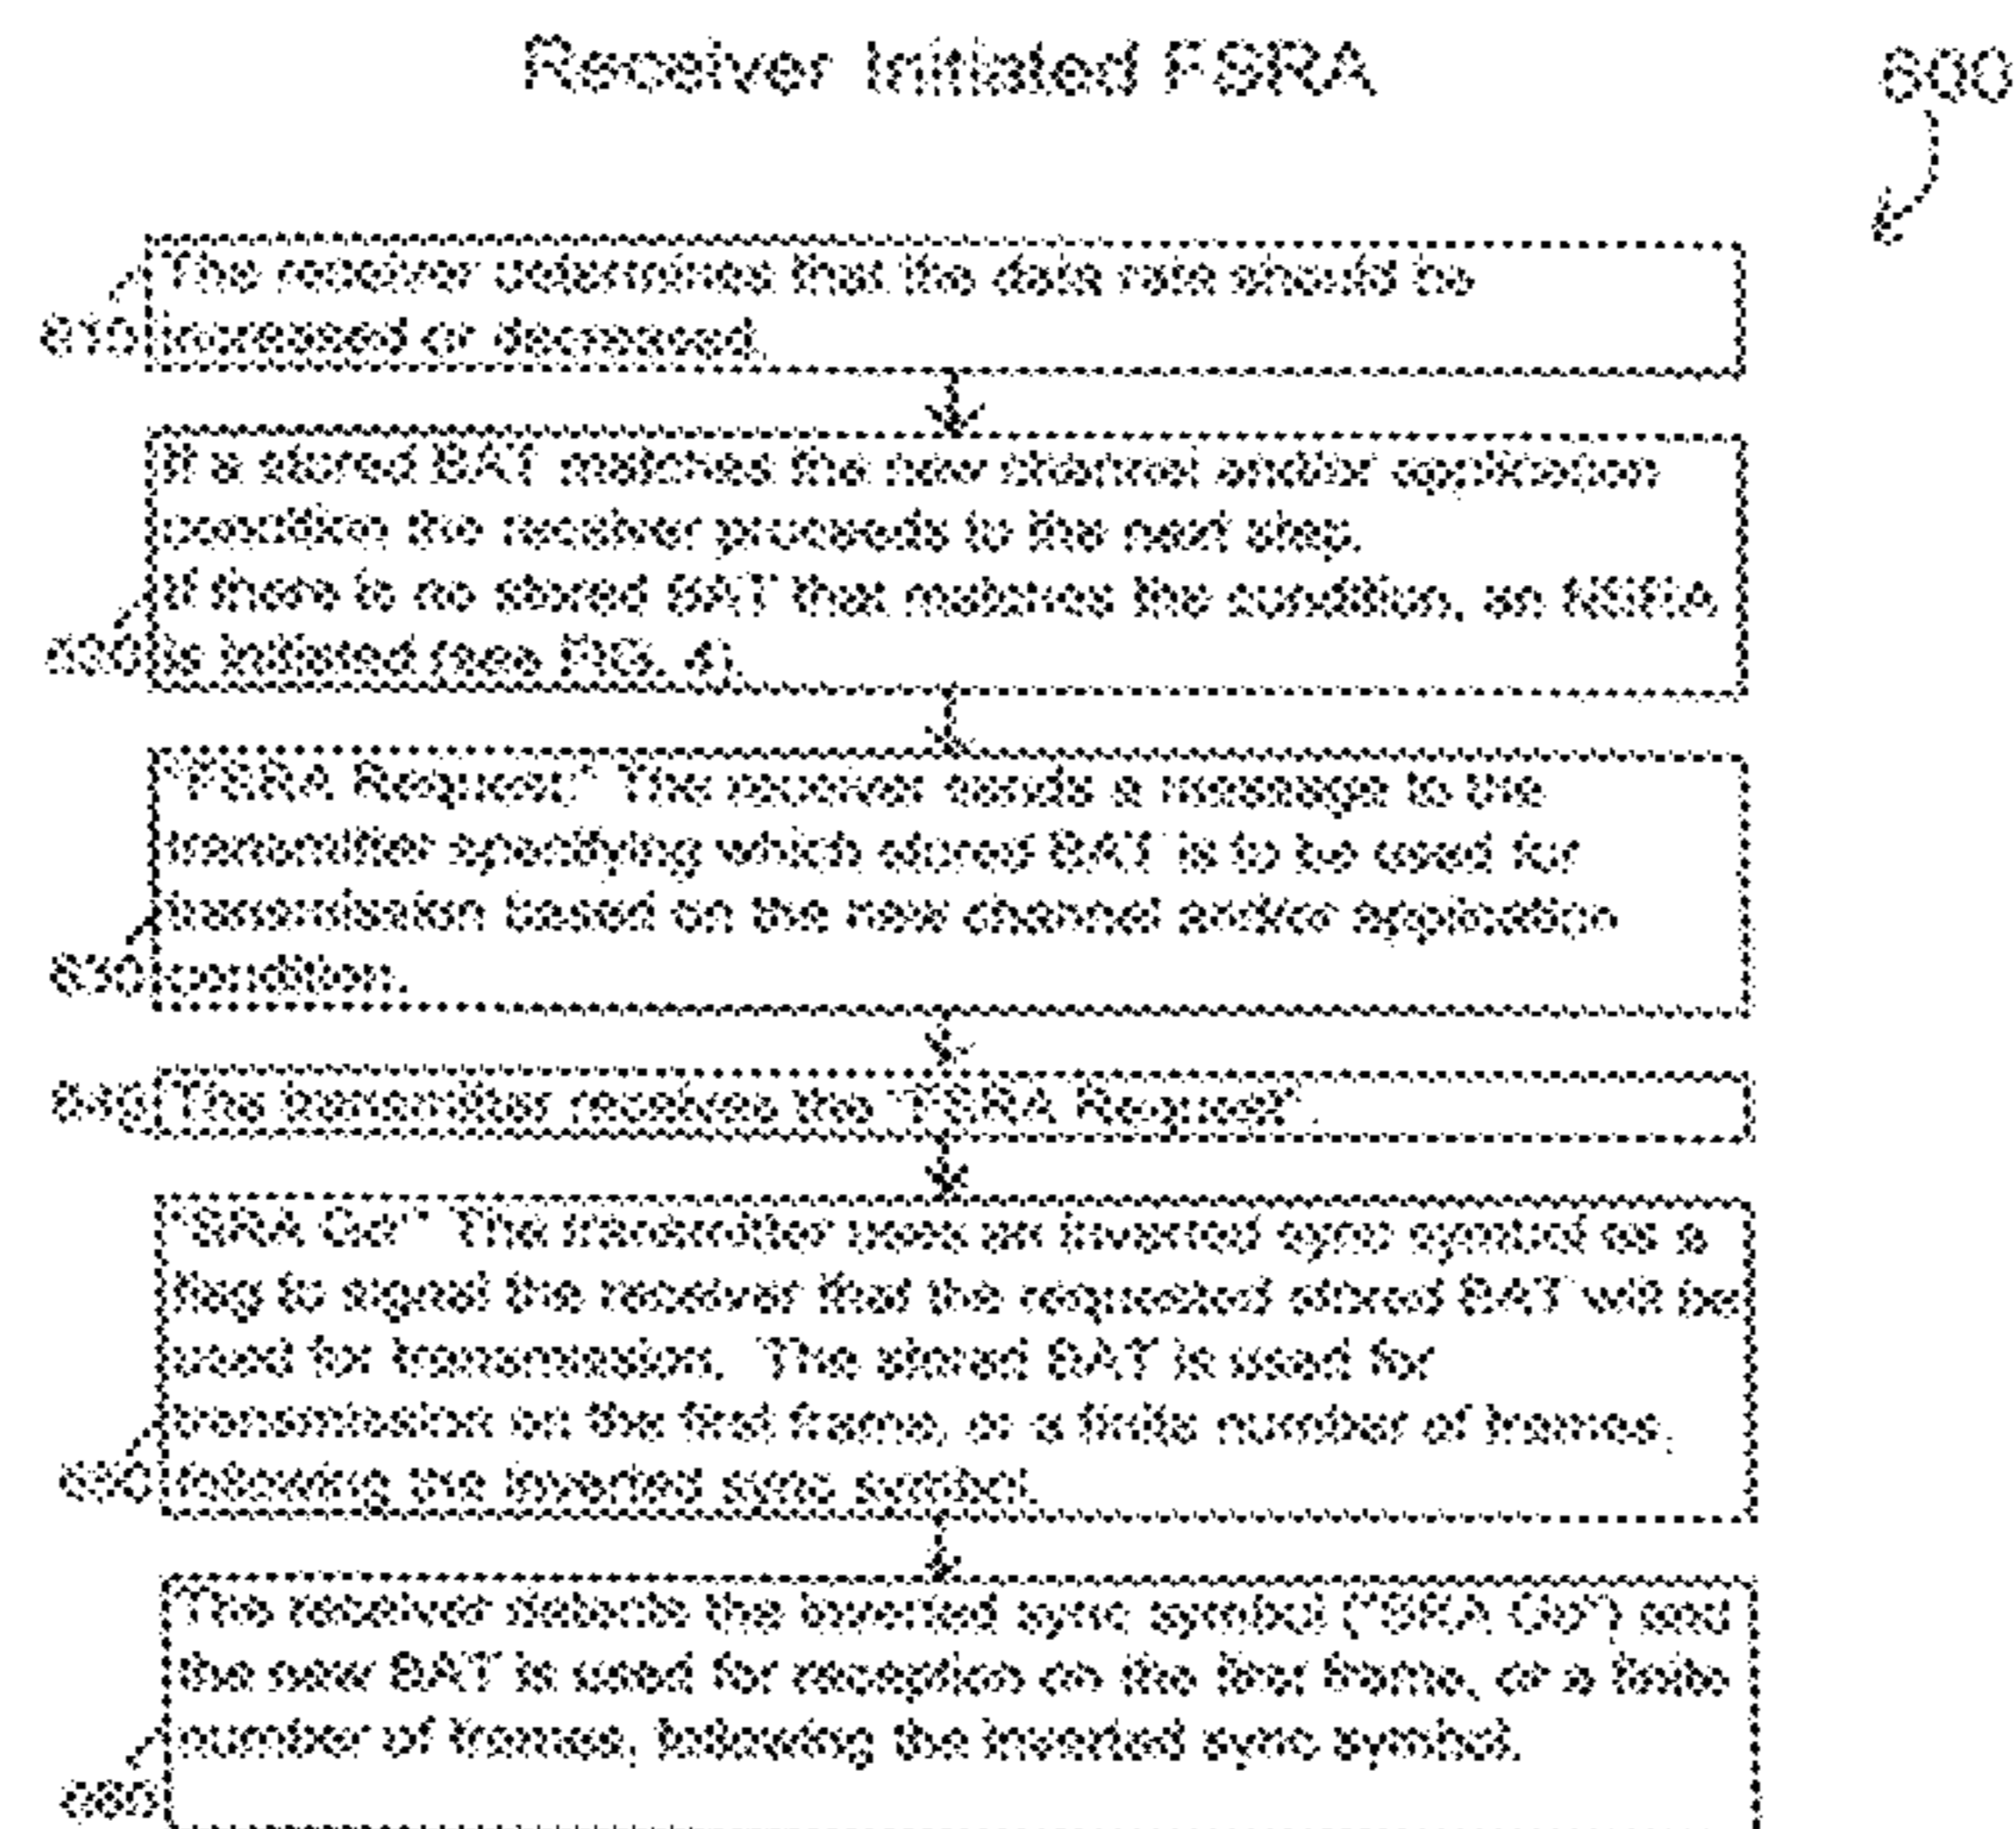 Receiver Initiated FSRA
600
The receiver determines that the data rate should be
610 increased or decreased.
If a stored BAT matches the new channel and/or application
condition the receiver proceeds to the next step.
If there is no stored BAT that matches the condition, an NSRA
620 is initiated (see FIG. 4).
"FSRA Request" The receiver sends a message to the
transmitter specifying which stored BAT is to be used for
transmission based on the new channel and/or application
630 condition.
640 The transmitter receives the "FSRA Request".
"SRA Go" The transmitter uses an inverted sync symbol as a
flag to signal the receiver that the requested stored BAT will be
used for transmission. The stored BAT is used for
transmission on the first frame, or a finite number of frames,
650 following the inverted sync symbol.
The receiver detects the inverted sync symbol ("SRA Go") and
the new BAT is used for reception on the first frame, or a finite
number of frames, following the inverted sync symbol.
660